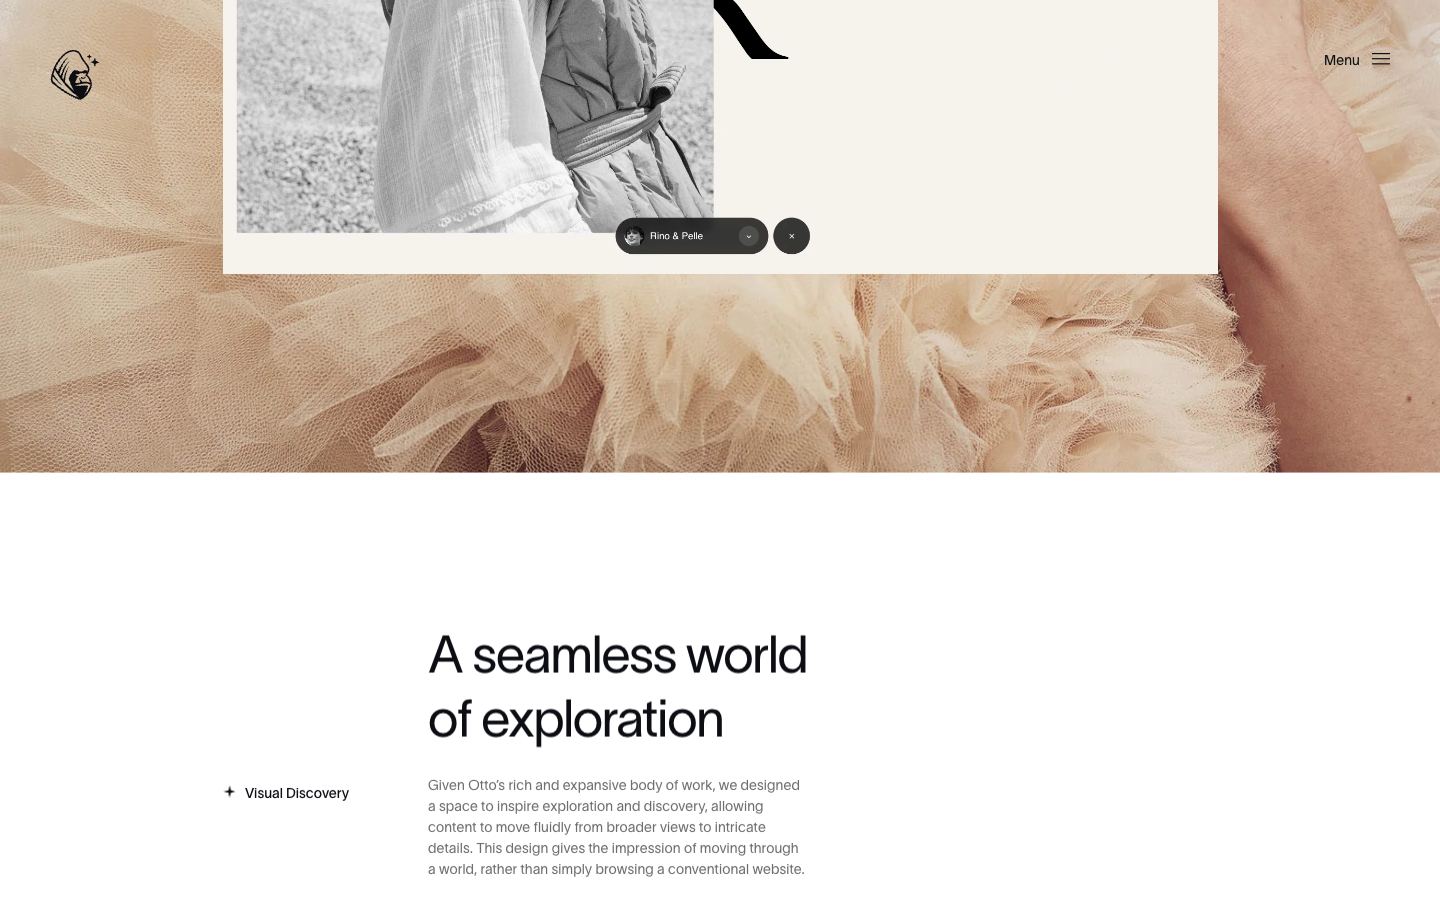 Menu
Rino & Pelle
A seamless world
of exploration
Visual Discovery
Given Otto’s rich and expansive body of work, we designed
a space to inspire exploration and discovery, allowing
content to move fluidly from broader views to intricate
details. This design gives the impression of moving through
a world, rather than simply browsing a conventional website.